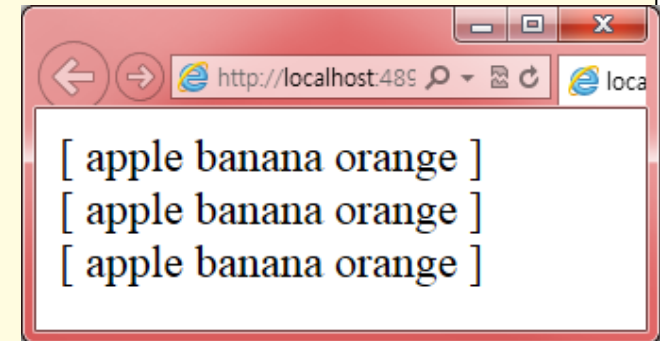 http://localhost:489
loca
[ apple banana orange ]
[ apple banana orange ]
[ apple banana orange ]